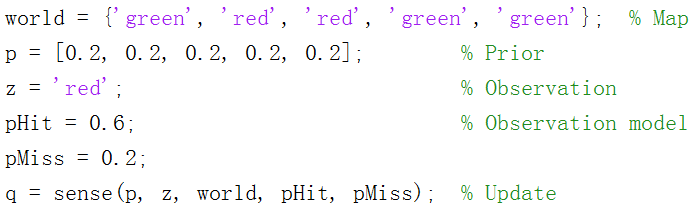 world = {'green', 'red', 'red', 'green', 'green'};  % Map
p = [0.2, 0.2, 0.2, 0.2, 0.2];  % Prior
z = 'red';  % Observation
pHit = 0.6;  % Observation model
pMiss = 0.2;
q = sense(p, z, world, pHit, pMiss);  % Update